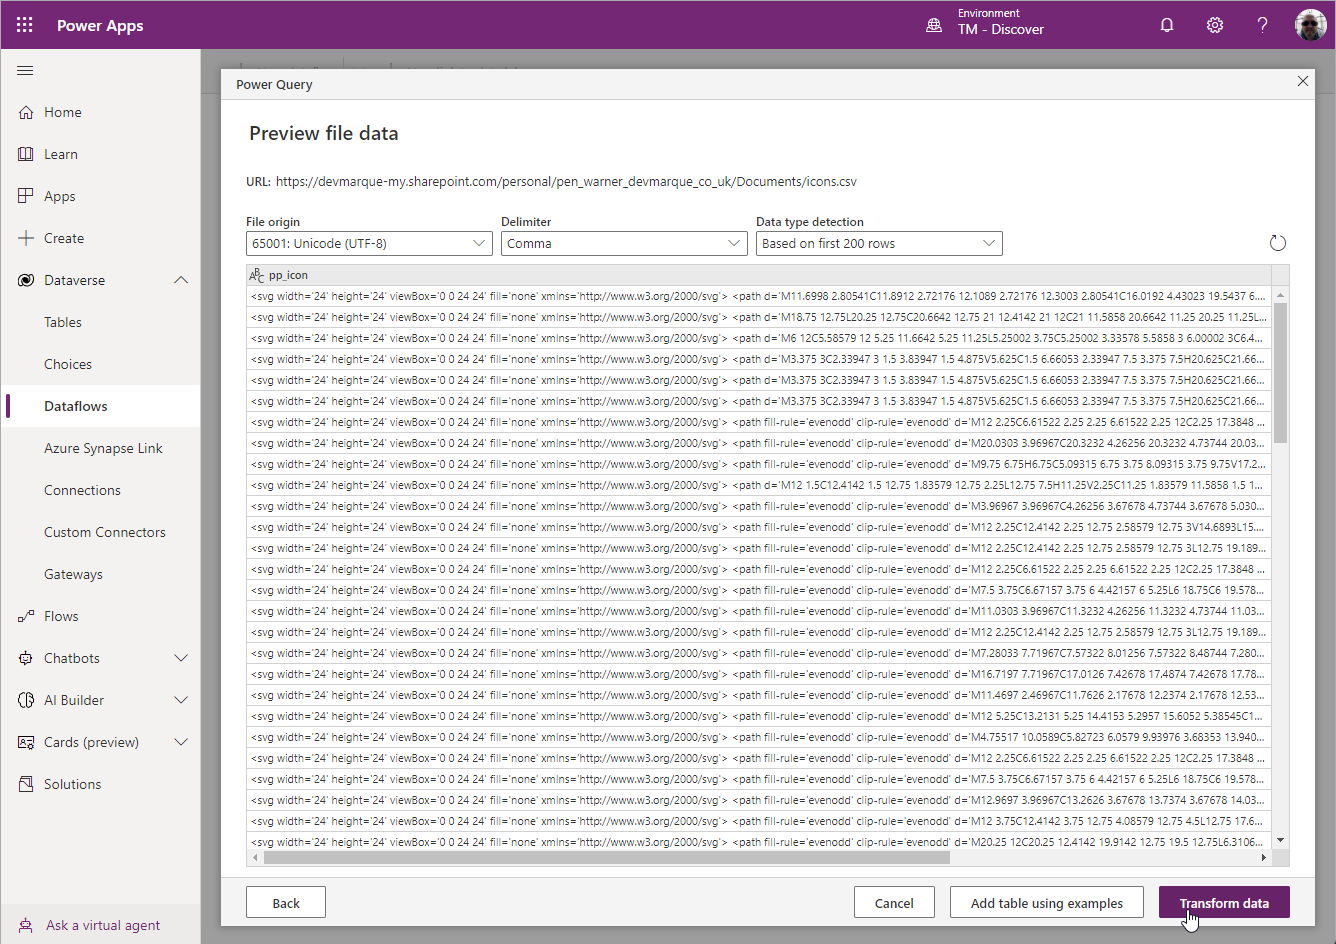 Power Apps
Environment
TM - Discover
Home
Learn
Apps
Create
Dataverse
Tables
Choices
Dataflows
Azure Synapse Link
Connections
Custom Connectors
Gateways
Flows
Chatbots
AI Builder
Cards (preview)
Solutions
Ask a virtual agent
Power Query
Preview file data
URL: https://devmarque-my.sharepoint.com/personal/pen_warner_devmarque_co_uk/Documents/icons.csv
File origin
Delimiter
Data type detection
65001: Unicode (UTF-8)
Comma
Based on first 200 rows
ABC pp_icon
<svg width='24' height='24' viewBox='0 0 24 24' fill='none' xmlns='http://www.w3.org/2000/svg'> <path d='M11.6998 2.80541C11.8912 2.72176 12.1089 2.72176 12.3003 2.80541C16.0192 4.43023 19.5437 6....
<svg width='24' height='24' viewBox='0 0 24 24' fill='none' xmlns='http://www.w3.org/2000/svg'> <path d='M18.75 12.75L20.25 12.75C20.6642 12.75 21 12.4142 21 12C21 11.5858 20.6642 11.25 20.25 11.25L...
<svg width='24' height='24' viewBox='0 0 24 24' fill='none' xmlns='http://www.w3.org/2000/svg'> <path d='M6 12C5.58579 12 5.25 11.6642 5.25 11.25L5.25002 3.75C5.25002 3.33578 5.5858 3 6.00002 3C6.4...
<svg width='24' height='24' viewBox='0 0 24 24' fill='none' xmlns='http://www.w3.org/2000/svg'> <path d='M3.375 3C2.33947 3 1.5 3.83947 1.5 4.875V5.625C1.5 6.66053 2.33947 7.5 3.375 7.5H20.625C21.66...
<svg width='24' height='24' viewBox='0 0 24 24' fill='none' xmlns='http://www.w3.org/2000/svg'> <path d='M3.375 3C2.33947 3 1.5 3.83947 1.5 4.875V5.625C1.5 6.66053 2.33947 7.5 3.375 7.5H20.625C21.66...
<svg width='24' height='24' viewBox='0 0 24 24' fill='none' xmlns='http://www.w3.org/2000/svg'> <path d='M3.375 3C2.33947 3 1.5 3.83947 1.5 4.875V5.625C1.5 6.66053 2.33947 7.5 3.375 7.5H20.625C21.66...
<svg width='24' height='24' viewBox='0 0 24 24' fill='none' xmlns='http://www.w3.org/2000/svg'> <path fill-rule='evenodd' clip-rule='evenodd' d='M12 2.25C6.61522 2.25 2.25 6.61522 2.25 12C2.25 17.3848 ...
<svg width='24' height='24' viewBox='0 0 24 24' fill='none' xmlns='http://www.w3.org/2000/svg'> <path fill-rule='evenodd' clip-rule='evenodd' d='M20.0303 3.96967C20.3232 4.26256 20.3232 4.73744 20.03...
<svg width='24' height='24' viewBox='0 0 24 24' fill='none' xmlns='http://www.w3.org/2000/svg'> <path fill-rule='evenodd' clip-rule='evenodd' d='M9.75 6.75H6.75C5.09315 6.75 3.75 8.09315 3.75 9.75V17.2...
<svg width='24' height='24' viewBox='0 0 24 24' fill='none' xmlns='http://www.w3.org/2000/svg'> <path d='M12 1.5C12.4142 1.5 12.75 1.83579 12.75 2.25L12.75 7.5H11.25V2.25C11.25 1.83579 11.5858 1.5 1...
<svg width='24' height='24' viewBox='0 0 24 24' fill='none' xmlns='http://www.w3.org/2000/svg'> <path fill-rule='evenodd' clip-rule='evenodd' d='M3.96967 3.96967C4.26256 3.67678 4.73744 3.67678 5.030...
<svg width='24' height='24' viewBox='0 0 24 24' fill='none' xmlns='http://www.w3.org/2000/svg'> <path fill-rule='evenodd' clip-rule='evenodd' d='M12 2.25C12.4142 2.25 12.75 2.58579 12.75 3V14.6893L15....
<svg width='24' height='24' viewBox='0 0 24 24' fill='none' xmlns='http://www.w3.org/2000/svg'> <path fill-rule='evenodd' clip-rule='evenodd' d='M12 2.25C12.4142 2.25 12.75 2.58579 12.75 3L12.75 19.189...
<svg width='24' height='24' viewBox='0 0 24 24' fill='none' xmlns='http://www.w3.org/2000/svg'> <path fill-rule='evenodd' clip-rule='evenodd' d='M12 2.25C6.61522 2.25 2.25 6.61522 2.25 12C2.25 17.3848 ...
<svg width='24' height='24' viewBox='0 0 24 24' fill='none' xmlns='http://www.w3.org/2000/svg'> <path fill-rule='evenodd' clip-rule='evenodd' d='M7.5 3.75C6.67157 3.75 6 4.42157 6 5.25L6 18.75C6 19.578...
<svg width='24' height='24' viewBox='0 0 24 24' fill='none' xmlns='http://www.w3.org/2000/svg'> <path fill-rule='evenodd' clip-rule='evenodd' d='M11.0303 3.96967C11.3232 4.26256 11.3232 4.73744 11.03...
<svg width='24' height='24' viewBox='0 0 24 24' fill='none' xmlns='http://www.w3.org/2000/svg'> <path fill-rule='evenodd' clip-rule='evenodd' d='M12 2.25C12.4142 2.25 12.75 2.58579 12.75 3L12.75 19.189...
<svg width='24' height='24' viewBox='0 0 24 24' fill='none' xmlns='http://www.w3.org/2000/svg'> <path fill-rule='evenodd' clip-rule='evenodd' d='M7.28033 7.71967C7.57322 8.01256 7.57322 8.48744 7.280...
<svg width='24' height='24' viewBox='0 0 24 24' fill='none' xmlns='http://www.w3.org/2000/svg'> <path fill-rule='evenodd' clip-rule='evenodd' d='M16.7197 7.71967C17.0126 7.42678 17.4874 7.42678 17.78...
<svg width='24' height='24' viewBox='0 0 24 24' fill='none' xmlns='http://www.w3.org/2000/svg'> <path fill-rule='evenodd' clip-rule='evenodd' d='M11.4697 2.46967C11.7626 2.17678 12.2374 2.17678 12.53...
<svg width='24' height='24' viewBox='0 0 24 24' fill='none' xmlns='http://www.w3.org/2000/svg'> <path fill-rule='evenodd' clip-rule='evenodd' d='M12 5.25C13.2131 5.25 14.4153 5.2957 15.6052 5.38545C1...
<svg width='24' height='24' viewBox='0 0 24 24' fill='none' xmlns='http://www.w3.org/2000/svg'> <path fill-rule='evenodd' clip-rule='evenodd' d='M4.75517 10.0589C5.82723 6.0579 9.93976 3.68353 13.940...
<svg width='24' height='24' viewBox='0 0 24 24' fill='none' xmlns='http://www.w3.org/2000/svg'> <path fill-rule='evenodd' clip-rule='evenodd' d='M12 2.25C6.61522 2.25 2.25 6.61522 2.25 12C2.25 17.3848 ...
<svg width='24' height='24' viewBox='0 0 24 24' fill='none' xmlns='http://www.w3.org/2000/svg'> <path fill-rule='evenodd' clip-rule='evenodd' d='M7.5 3.75C6.67157 3.75 6 4.42157 6 5.25L6 18.75C6 19.578...
<svg width='24' height='24' viewBox='0 0 24 24' fill='none' xmlns='http://www.w3.org/2000/svg'> <path fill-rule='evenodd' clip-rule='evenodd' d='M12.9697 3.96967C13.2626 3.67678 13.7374 3.67678 14.03...
<svg width='24' height='24' viewBox='0 0 24 24' fill='none' xmlns='http://www.w3.org/2000/svg'> <path fill-rule='evenodd' clip-rule='evenodd' d='M12 3.75C12.4142 3.75 12.75 4.08579 12.75 4.5L12.75 17.6...
<svg width='24' height='24' viewBox='0 0 24 24' fill='none' xmlns='http://www.w3.org/2000/svg'> <path fill-rule='evenodd' clip-rule='evenodd' d='M20.25 12C20.25 12.4142 19.9142 12.75 19.5 12.75L6.3106...
Back
Cancel
Add table using examples
Transform data